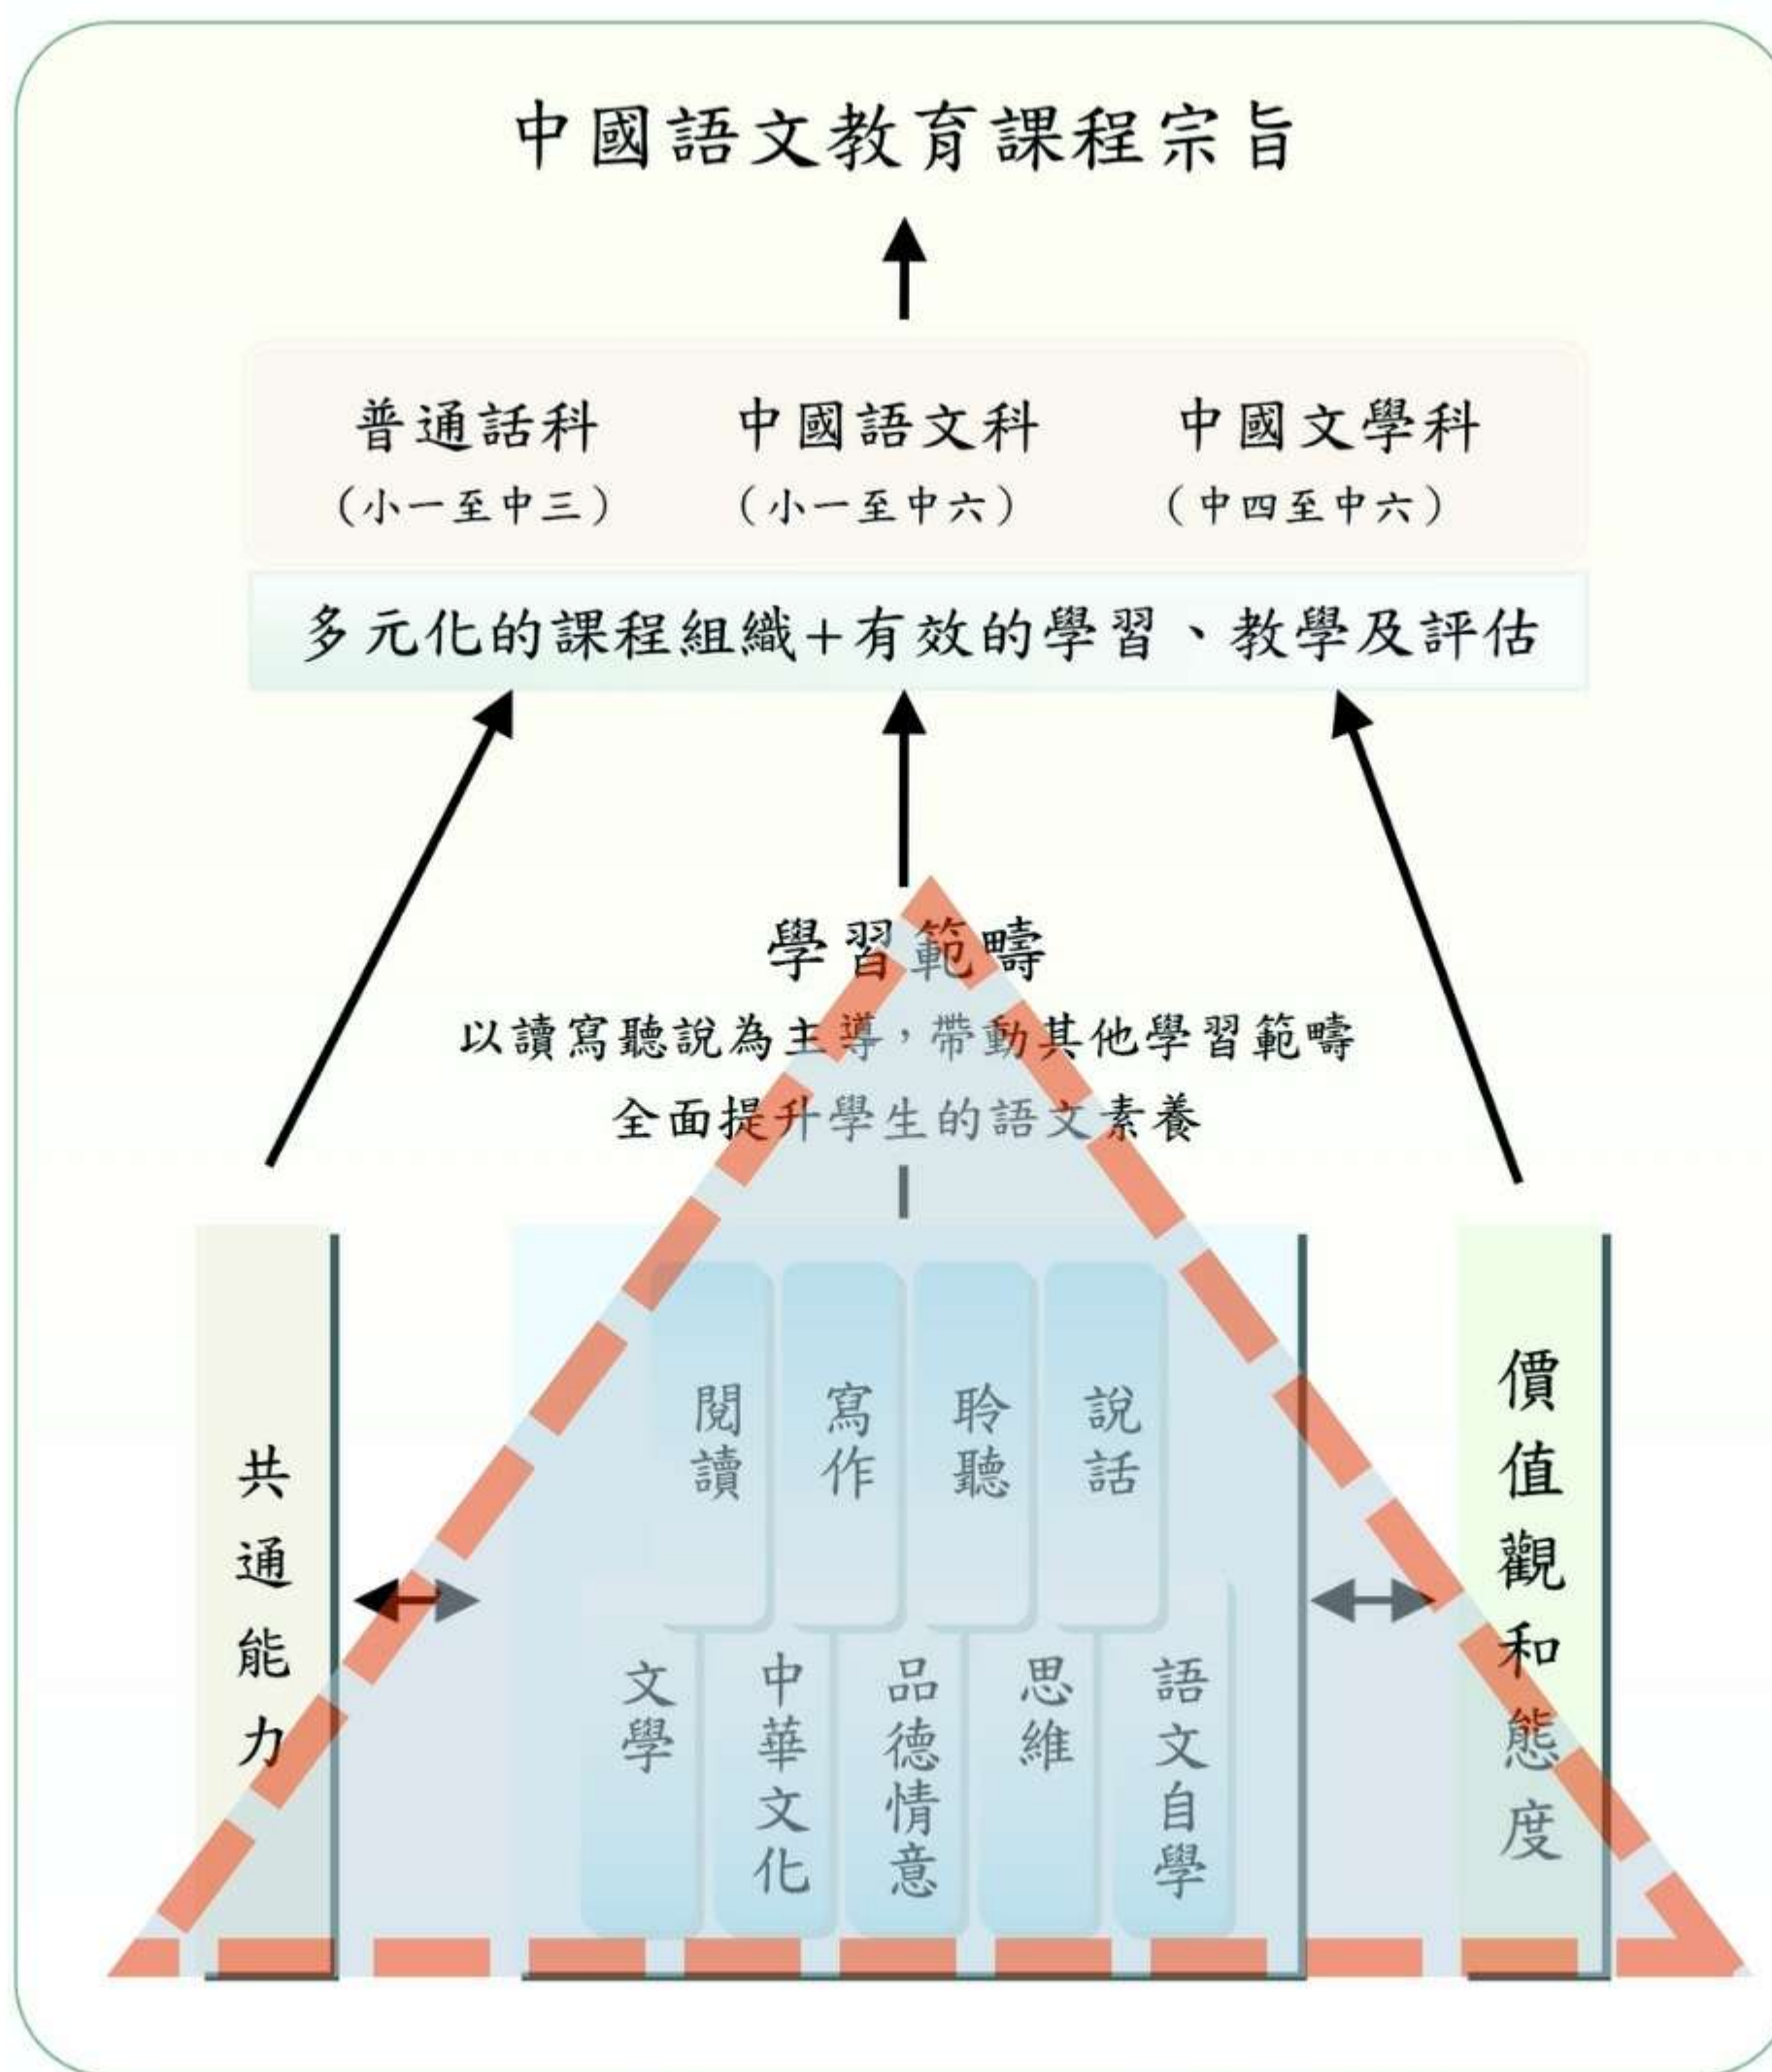 中國語文教育課程宗旨
普通話科 中國語文科 中國文學科
（小一至中三） （小一至中六） （中四至中六）
多元化的課程組織+有效的學習、教學及評估
學習範疇
以讀寫聽說為主導，帶動其他學習範疇
全面提升學生的語文素養
共通能力
閱讀
寫作
聆聽
說話
文學
中華文化
品德情意
思維
語文自學
價值觀和態度